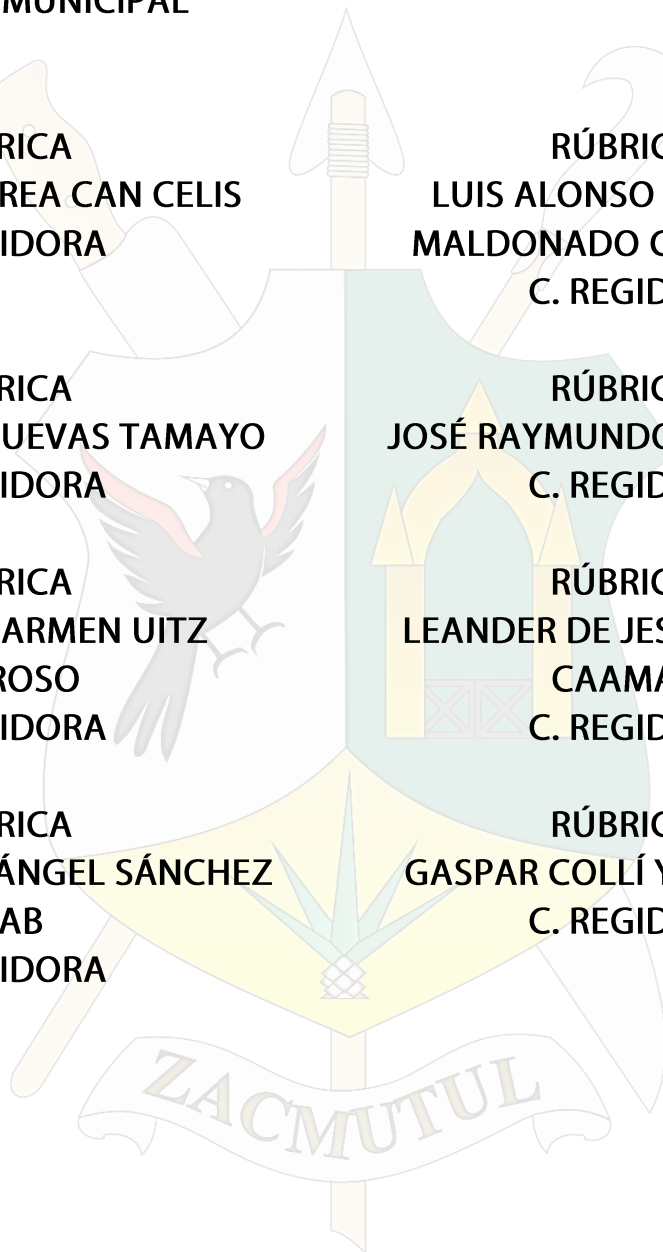 MUNICIPAL
RICA
REA CAN CELIS
IDORA
RÚBRIC
LUIS ALONSO
MALDONADO C
C. REGID
RICA
UEVAS TAMAYO
IDORA
RÚBRIC
JOSÉ RAYMUNDO
C. REGID
RICA
ARMEN UITZ
ROSO
IDORA
RÚBRIC
LEANDER DE JES
CAAMA
C. REGID
RICA
ÁNGEL SÁNCHEZ
AB
IDORA
RÚBRIC
GASPAR COLLÍ Y
C. REGID
ZACMUTUL